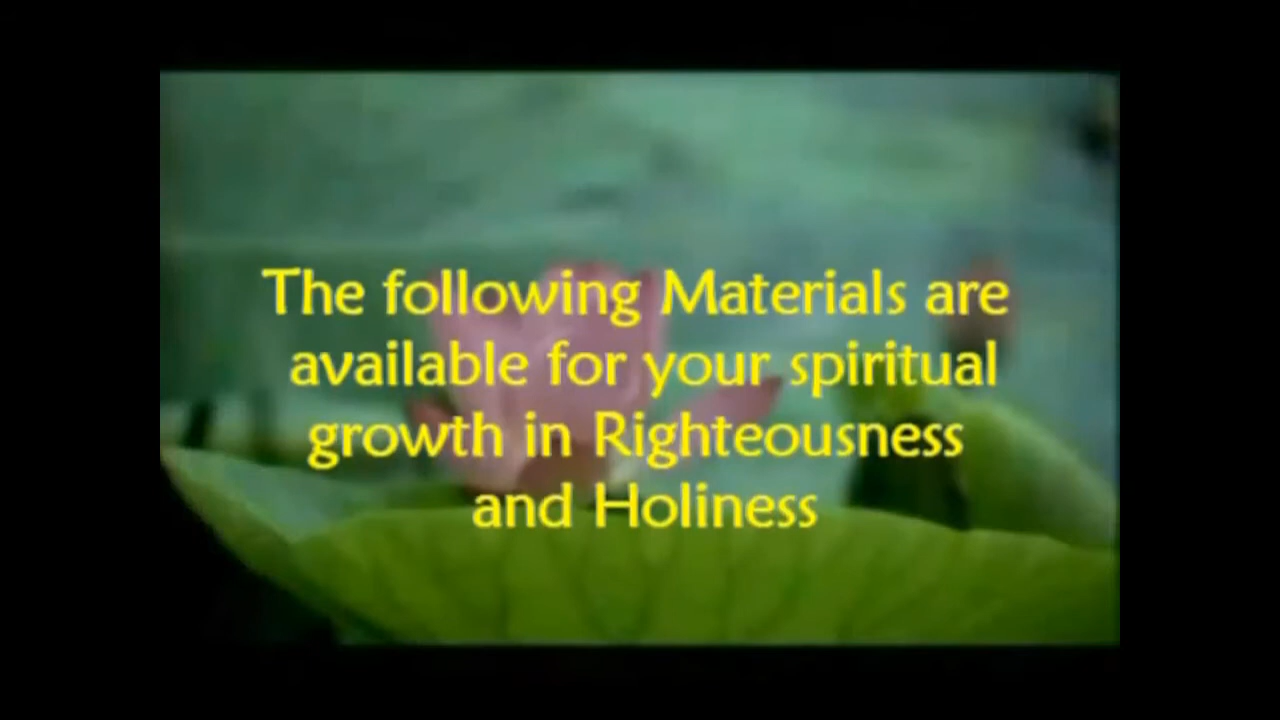 The following Materials are
available for your spiritual
growth in Righteousness
and Holiness